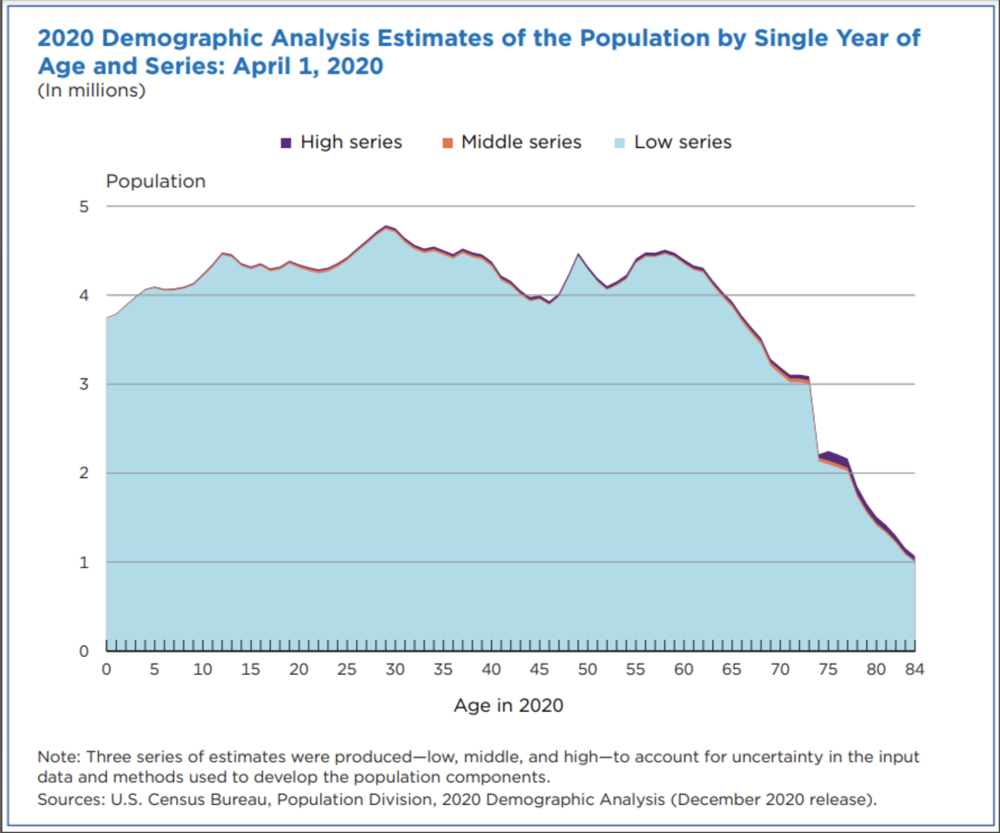 2020 Demographic Analysis Estimates of the Population by Single Year of
Age and Series: April 1, 2020
(In millions)
High series Middle series Low series
Population
5
4
3
2
1
0
0 5 10 15 20 25 30 35 40 45 50 55 60 65 70 75 80 84
Age in 2020
Note: Three series of estimates were produced—low, middle, and high—to account for uncertainty in the input
data and methods used to develop the population components.
Sources: U.S. Census Bureau, Population Division, 2020 Demographic Analysis (December 2020 release).